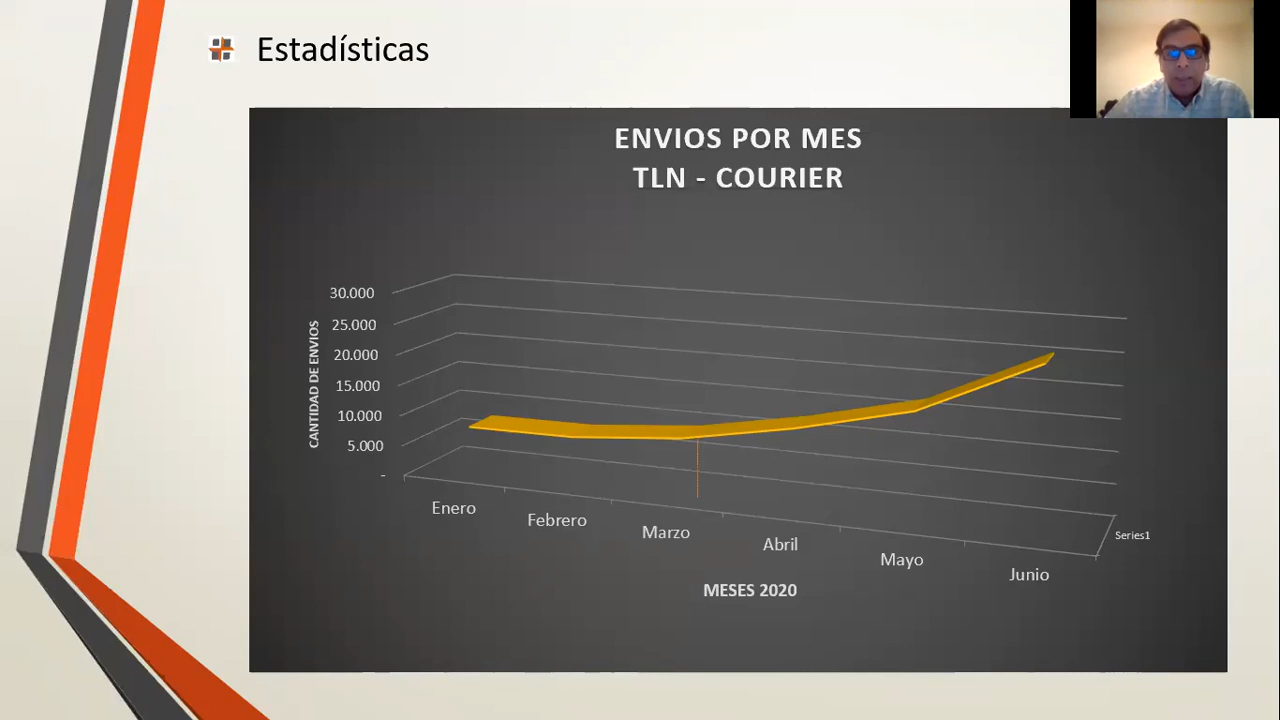 Estadísticas
ENVIOS POR MES
TLN - COURIER
CANTIDAD DE ENVIOS
30.000
25.000
20.000
15.000
10.000
5.000
-
Enero
Febrero
Marzo
Abril
Mayo
Junio
Series1
MESES 2020